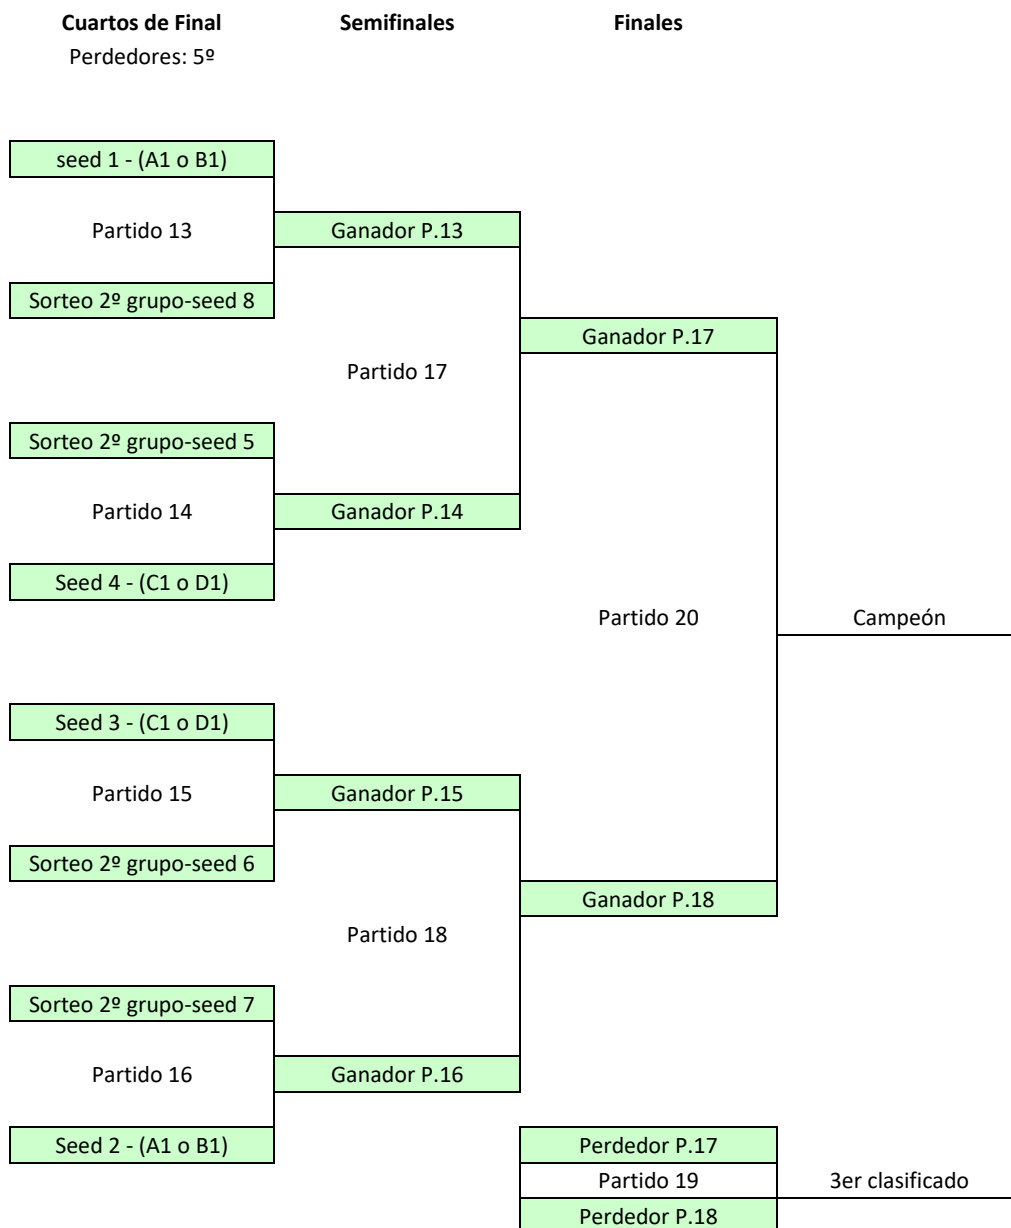 Cuartos de Final Semifinales Finales
Perdedores: 5º
seed 1 - (A1 o B1)
Partido 13
Ganador P.13
Sorteo 2º grupo-seed 8
Ganador P.17
Partido 17
Sorteo 2º grupo-seed 5
Partido 14
Ganador P.14
Seed 4 - (C1 o D1)
Partido 20
Campeón
Seed 3 - (C1 o D1)
Partido 15
Ganador P.15
Sorteo 2º grupo-seed 6
Ganador P.18
Partido 18
Sorteo 2º grupo-seed 7
Partido 16
Ganador P.16
Seed 2 - (A1 o B1)
Perdedor P.17
Partido 19
3er clasificado
Perdedor P.18